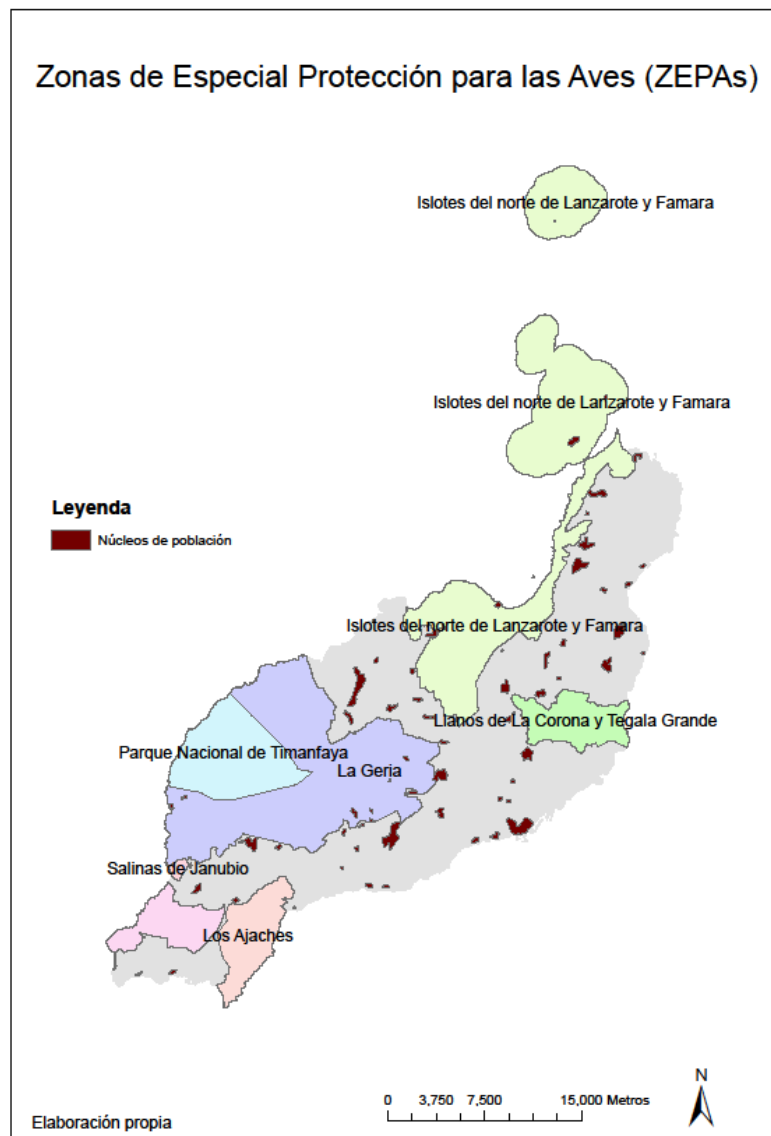 Zonas de Especial Protección para las Aves (ZEPAs)
Islotes del norte de Lanzarote y Famara
Islotes del norte de Lanzarote y Famara
Leyenda
Núcleos de población
Islotes del norte de Lanzarote y Famara
Llanos de La Corona y Tegala Grande
Parque Nacional de Timanfaya
La Geria
Salinas de Janubio
Los Ajaches
N
0 3,750 7,500 15,000 Metros
Elaboración propia